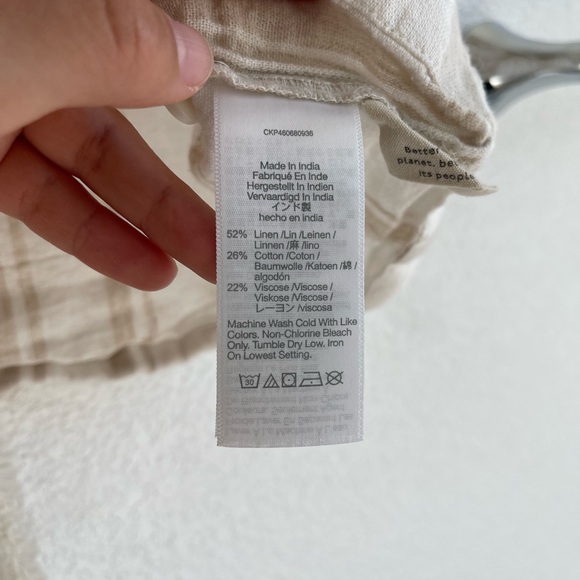 CKP480680936
Made In India
Fabriqué En Inde
Hergestellt In Indien
Vervaardigd In India
インド製
hecho en india
52% Linen /Lin /Leinen /
Linnen /麻 /lino
26% Cotton /Coton /
Baumwolle /Katoen /綿 /
algodón
22% Viscose /Viscose /
Viskose /Viscose /
レーヨン /viscosa
Machine Wash Cold With Like
Colors. Non-Chlorine Bleach
Only. Tumble Dry Low. Iron
On Lowest Setting.
30
Better
planet,
its people